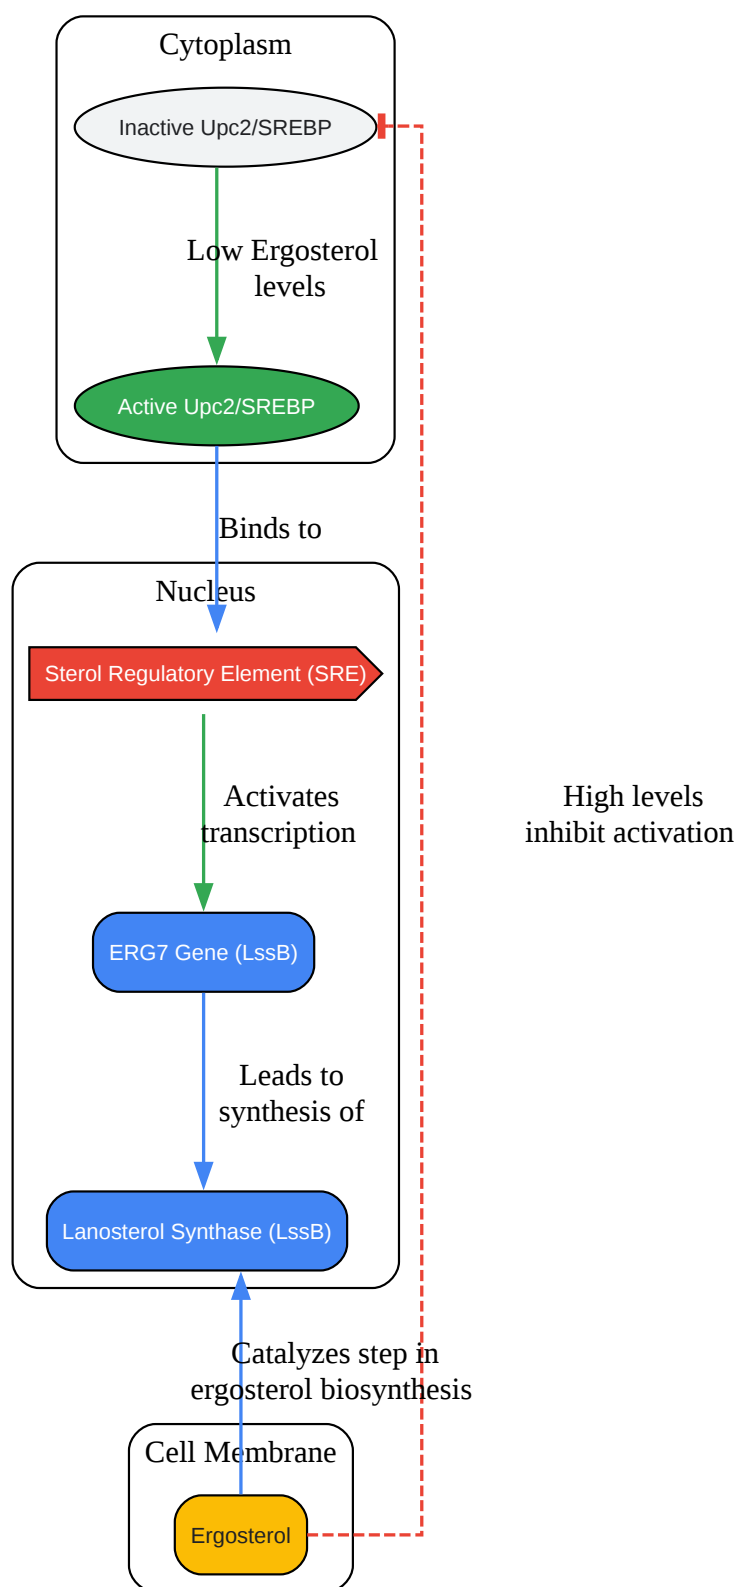 Cytoplasm
Inactive Upc2/SREBP
Low Ergosterol
levels
Active Upc2/SREBP
Binds to
Nucleus
Sterol Regulatory Element (SRE)
Activates
transcription
High levels
inhibit activation
ERG7 Gene (LssB)
Leads to
synthesis of
Lanosterol Synthase (LssB)
Catalyzes step in
ergosterol biosynthesis
Cell Membrane
Ergosterol